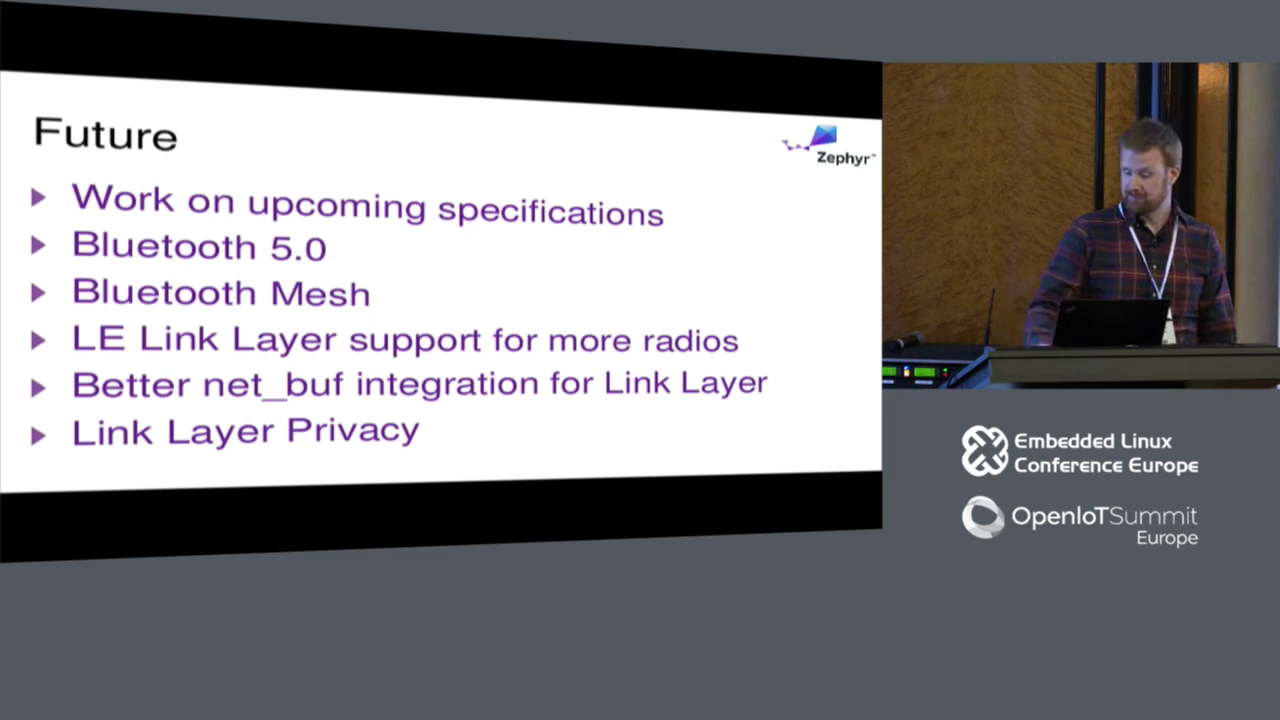 Future
Zephyr™
Work on upcoming specifications
Bluetooth 5.0
Bluetooth Mesh
LE Link Layer support for more radios
Better net_buf integration for Link Layer
Link Layer Privacy
Embedded Linux
Conference Europe
OpenIoTSummit
Europe